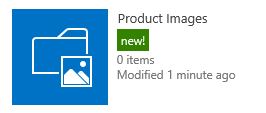 Product Images
new!
0 items
Modified 1 minute ago